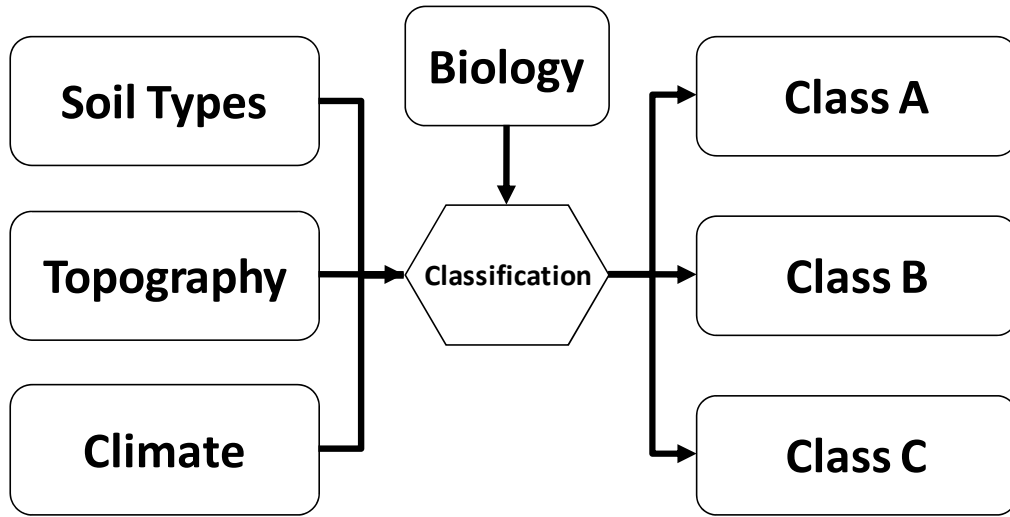 Soil Types
Topography
Climate
Biology
Classification
Class A
Class B
Class C